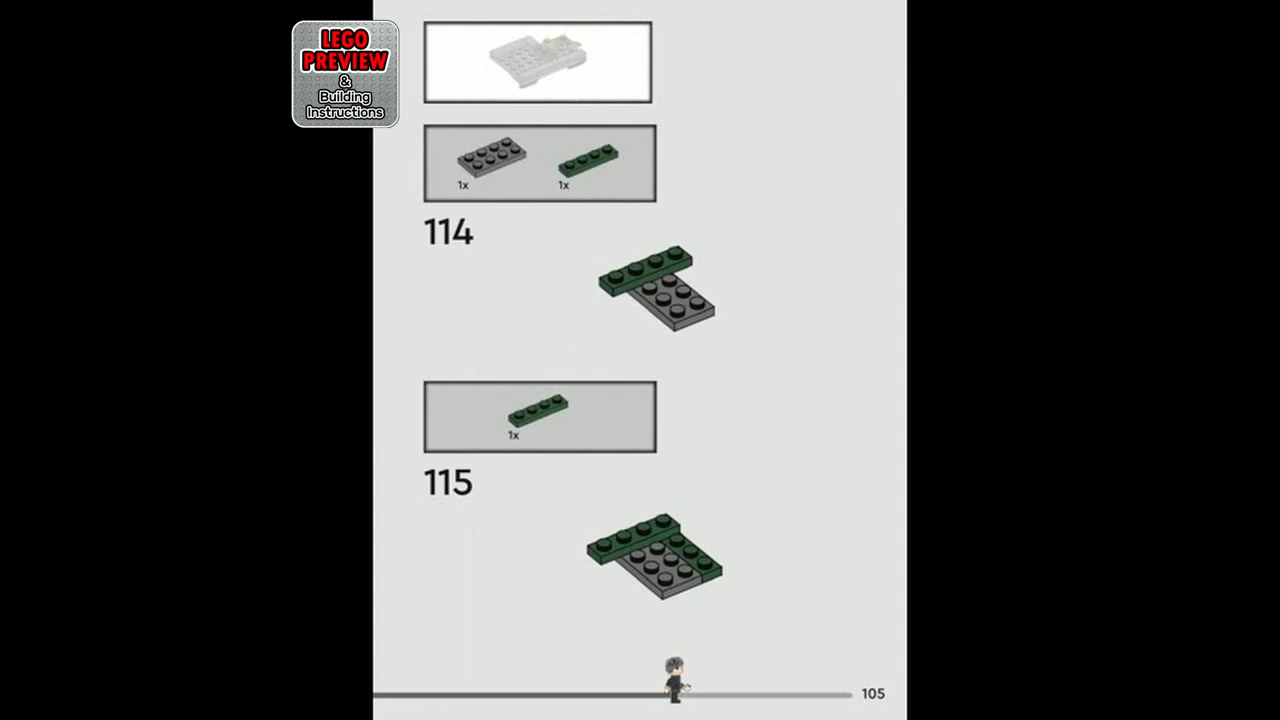 LEGO
PREVIEW
&
Building
Instructions
1x 1x
114
1x
115
105